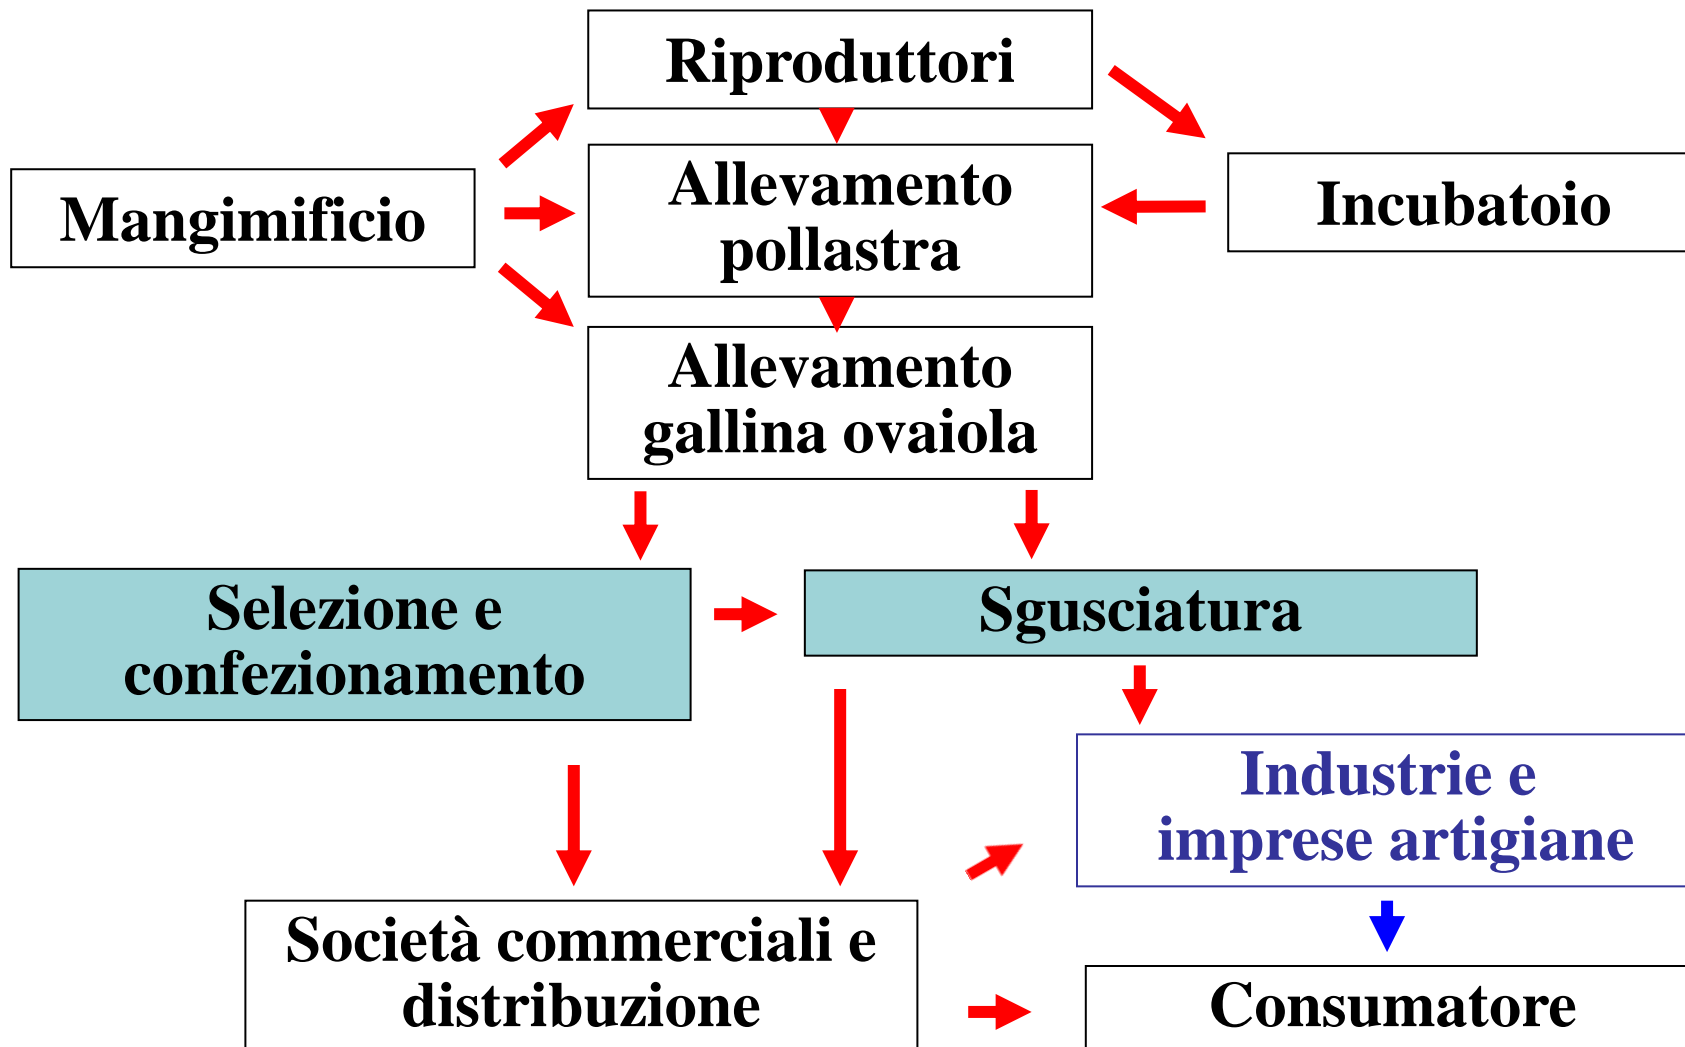 Riproduttori
Allevamento
pollastra
Mangimificio
Incubatoio
Allevamento
gallina ovaiola
Selezione e
confezionamento
Sgusciatura
Industrie e
imprese artigiane
Società commerciali e
distribuzione
Consumatore